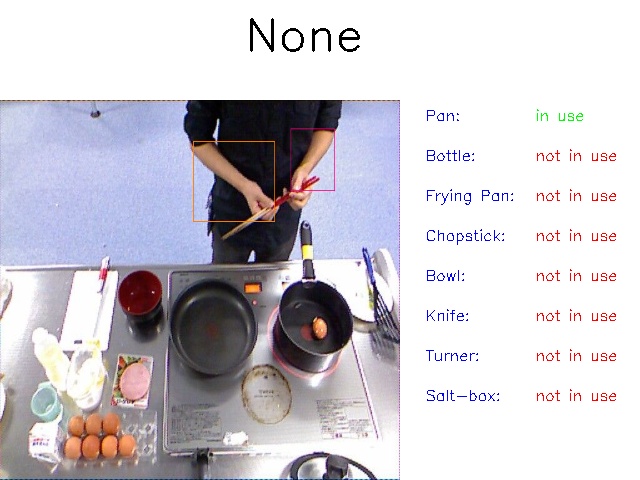 None
Pan: in use
Bottle: not in use
Frying Pan: not in use
Chopstick: not in use
Bowl: not in use
Knife: not in use
Turner: not in use
Salt-box: not in use